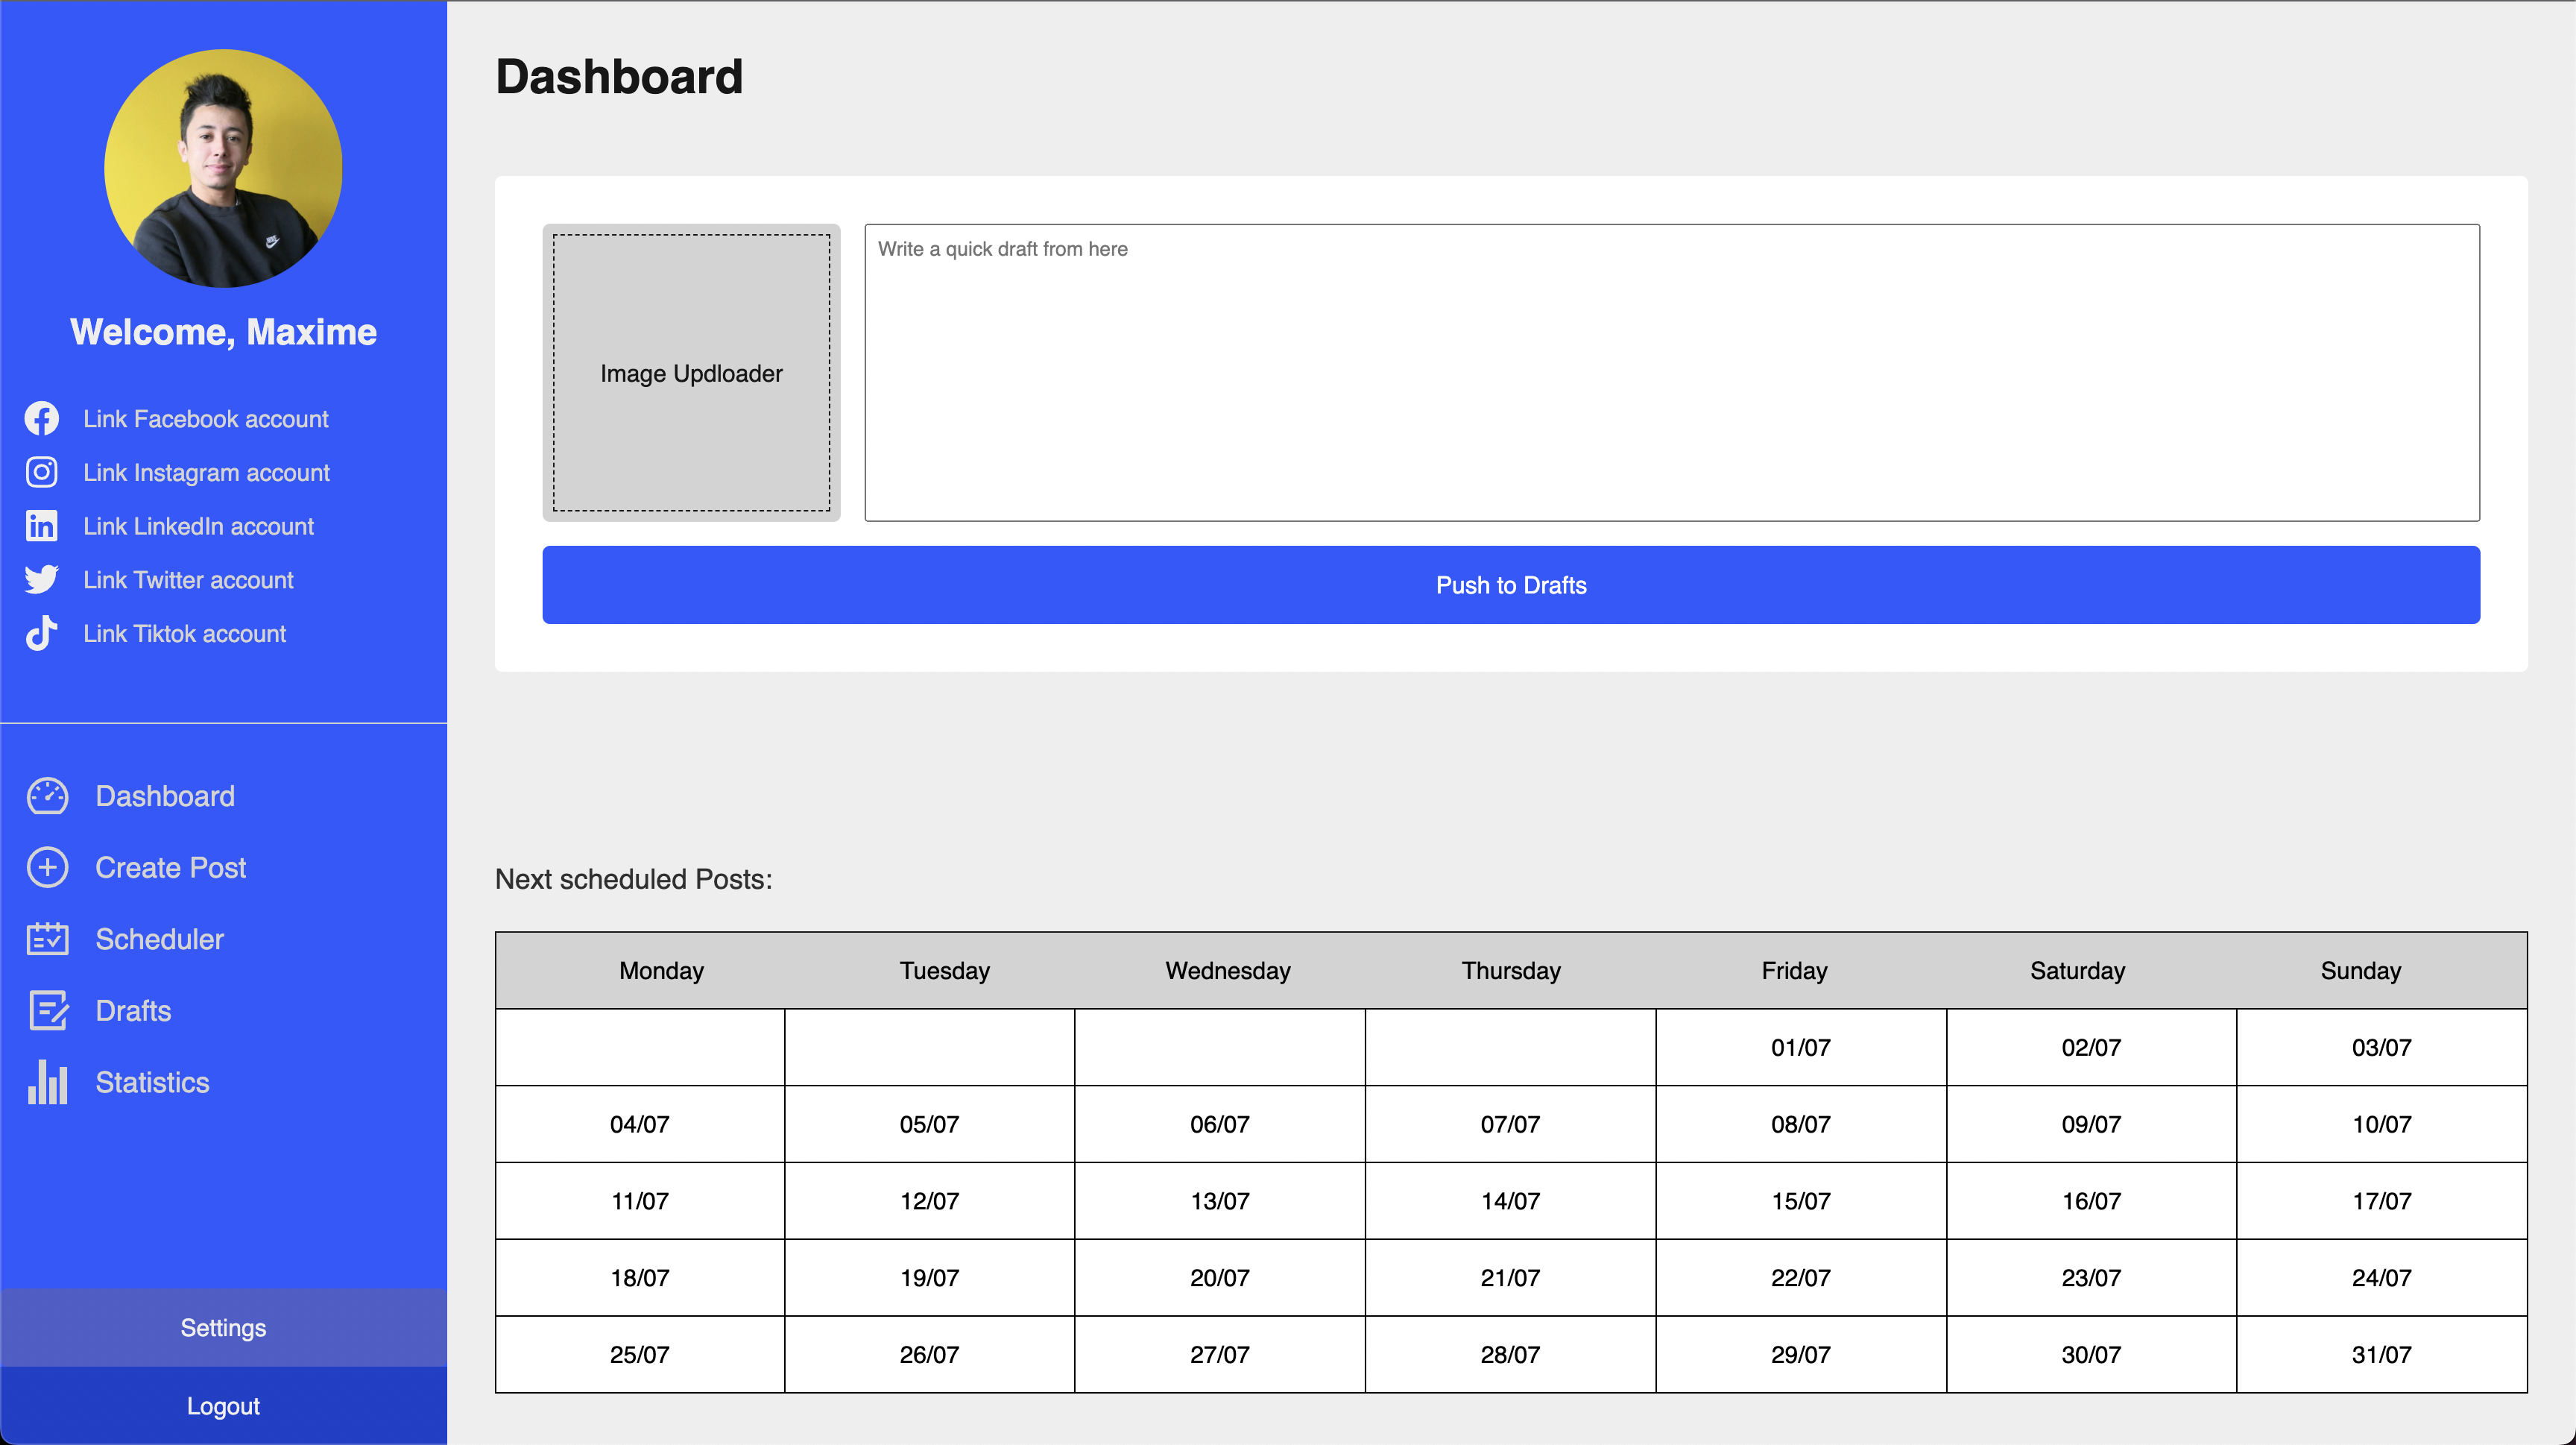 Welcome, Maxime
Link Facebook account
Link Instagram account
Link LinkedIn account
Link Twitter account
Link Tiktok account
Dashboard
Create Post
Scheduler
Drafts
Statistics
Settings
Logout
Dashboard
Image Updloader
Write a quick draft from here
Push to Drafts
Next scheduled Posts:
Monday Tuesday Wednesday Thursday Friday Saturday Sunday
01/07 02/07 03/07
04/07 05/07 06/07 07/07 08/07 09/07 10/07
11/07 12/07 13/07 14/07 15/07 16/07 17/07
18/07 19/07 20/07 21/07 22/07 23/07 24/07
25/07 26/07 27/07 28/07 29/07 30/07 31/07